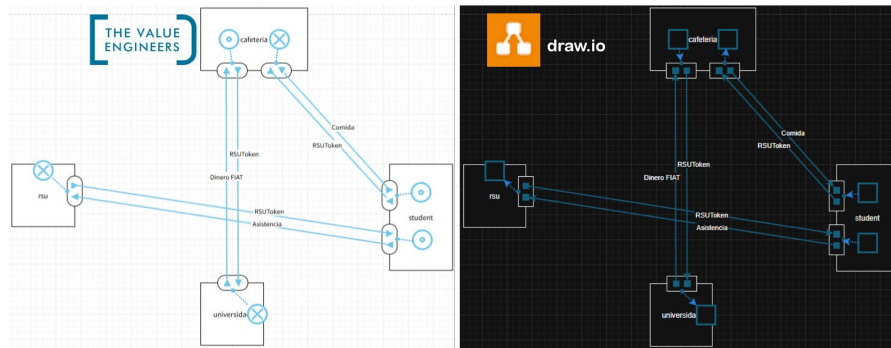 THE VALUE
ENGINEERS
cafeteria
Comida
RSUToken
RSUToken
Dinero FIAT
rsu
RSUToken
Asistencia
student
universida
draw.io
cafeteria
Comida
RSUToken
RSUToken
Dinero FIAT
rsu
RSUToken
Asistencia
student
universida